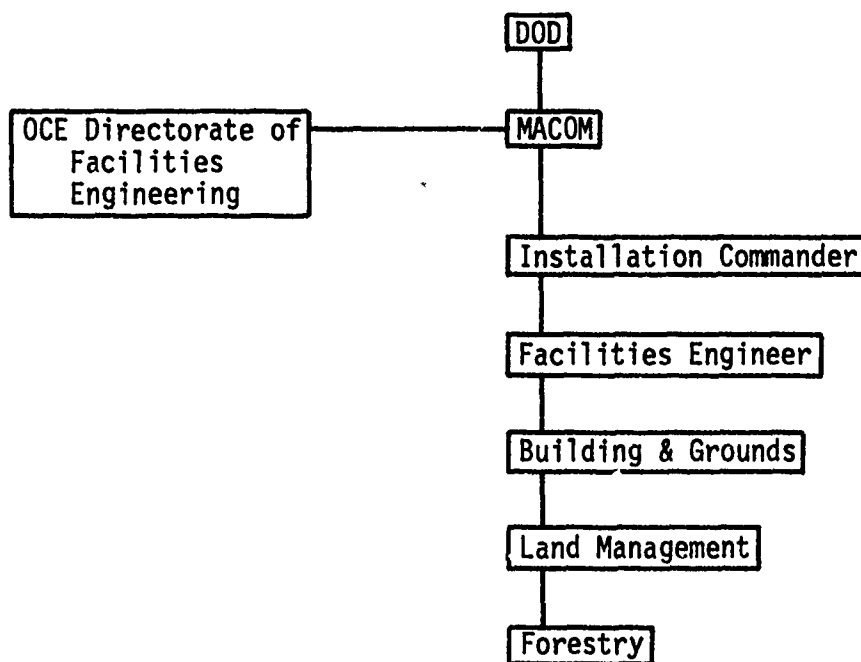 DOD
OCE Directorate of
Facilities
Engineering
MACOM
Installation Commander
Facilities Engineer
Building & Grounds
Land Management
Forestry